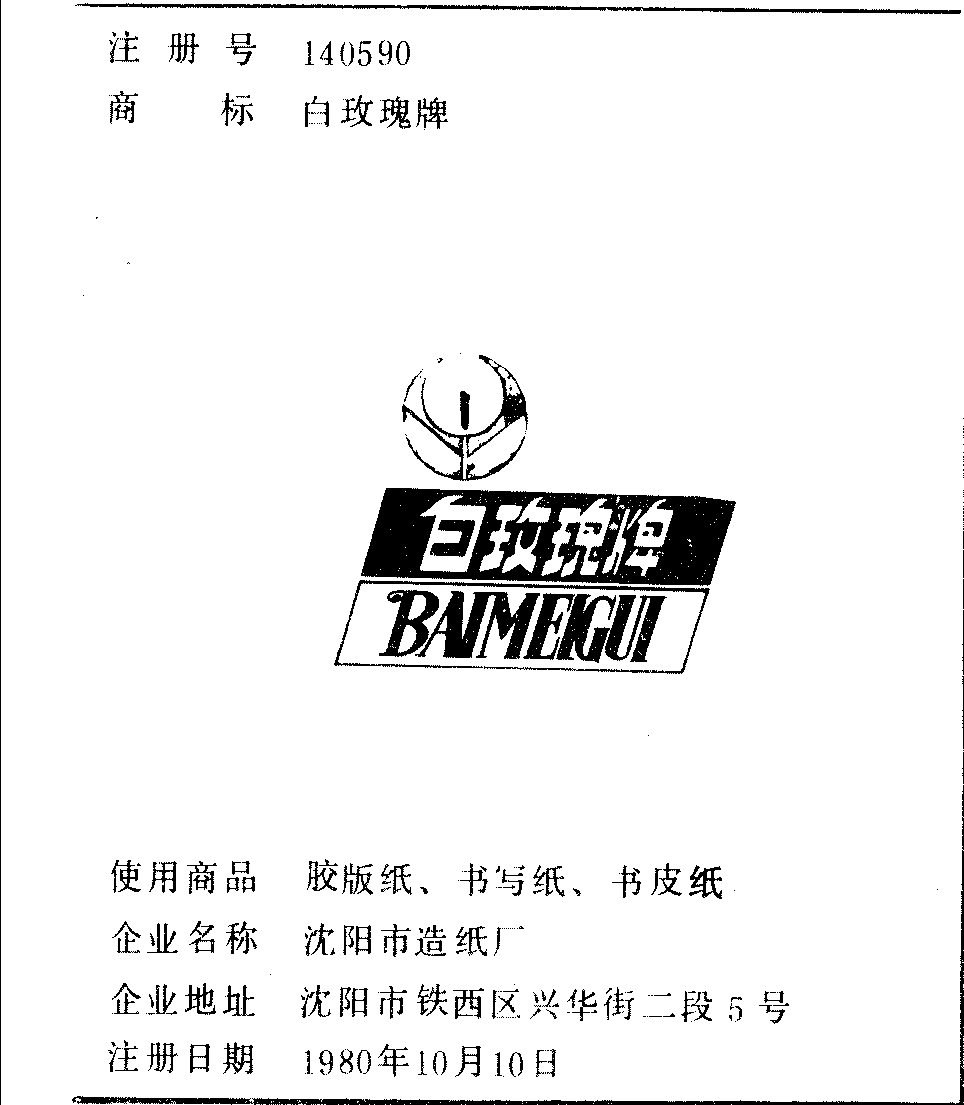 注册号 140590
商标 白玫瑰牌
白玫瑰牌
BAIMEIGUI
使用商品 胶版纸、书写纸、书皮纸
企业名称 沈阳市造纸厂
企业地址 沈阳市铁西区兴华街二段5号
注册日期 1980年10月10日